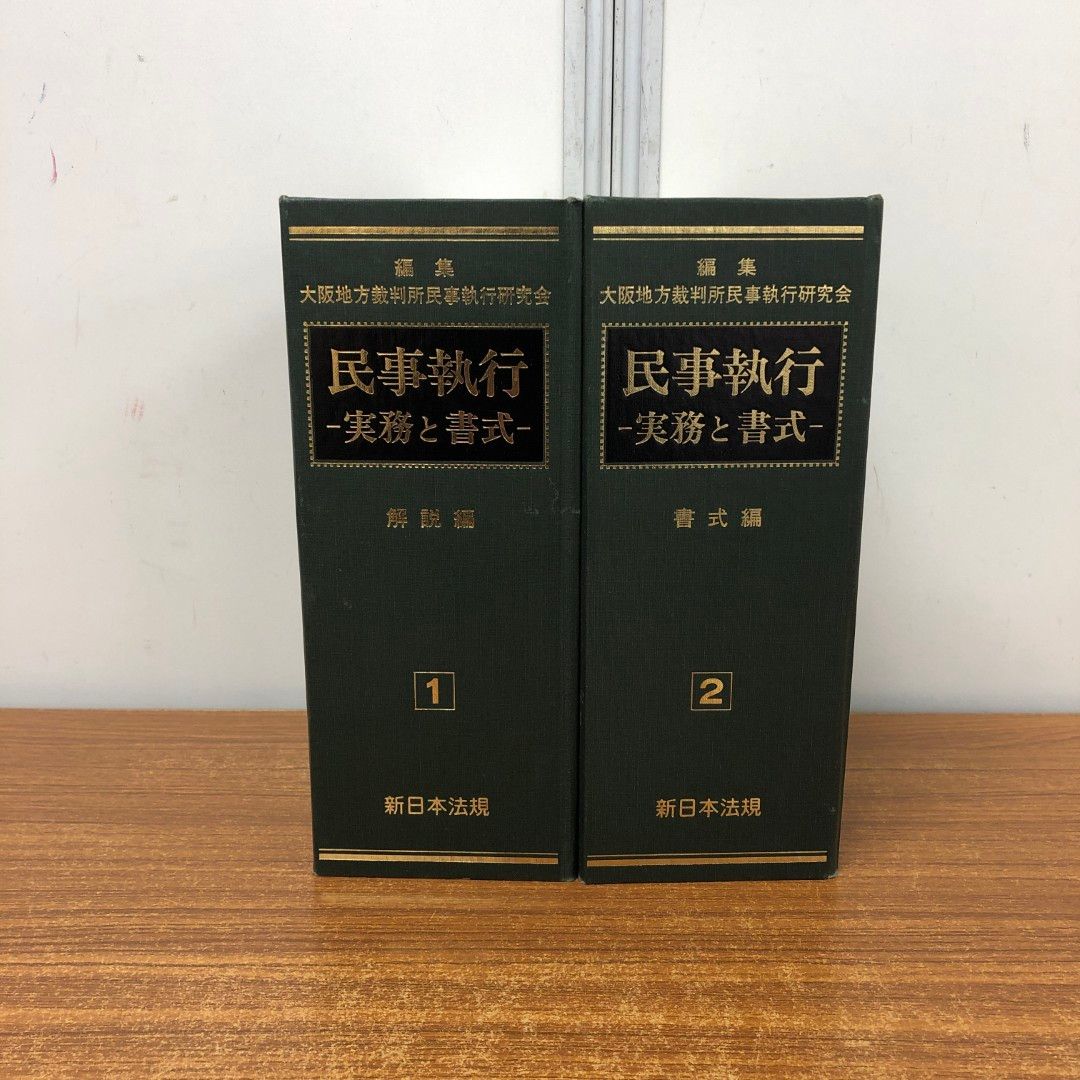 編集
大阪地方裁判所民事執行研究会
民事執行
-実務と書式-
解説編
1
新日本法規
編集
大阪地方裁判所民事執行研究会
民事執行
-実務と書式-
書式編
2
新日本法規